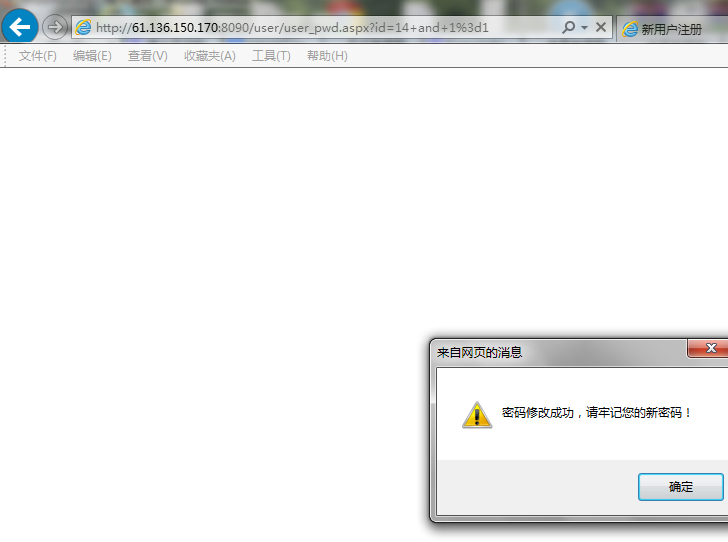 http://61.136.150.170:8090/user/user_pwd.aspx?id=14+and+1%3d1
新用户注册
文件(F) 编辑(E) 查看(V) 收藏夹(A) 工具(T) 帮助(H)
来自网页的消息
密码修改成功，请牢记您的新密码！
确定